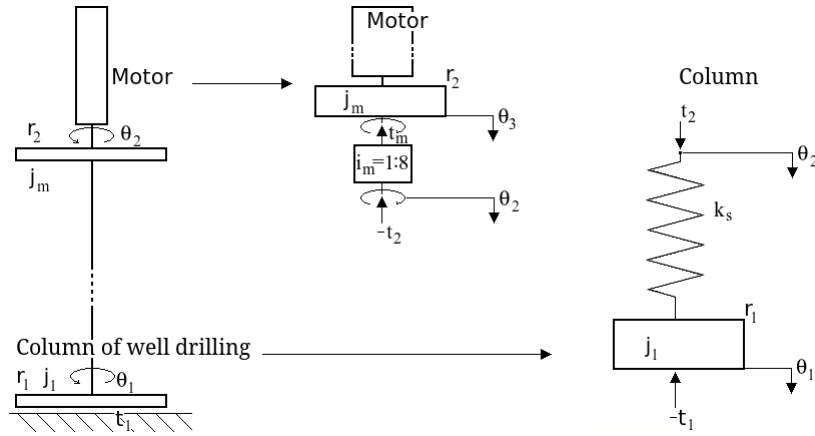 Motor
r₂
θ₂
jₘ
Column of well drilling
r₁ j₁
θ₁
t₁
Motor
r₂
jₘ
θ₃
tₘ
iₘ=1:8
θ₂
-t₂
Column
t₂
θ₂
kₛ
r₁
j₁
θ₁
-t₁